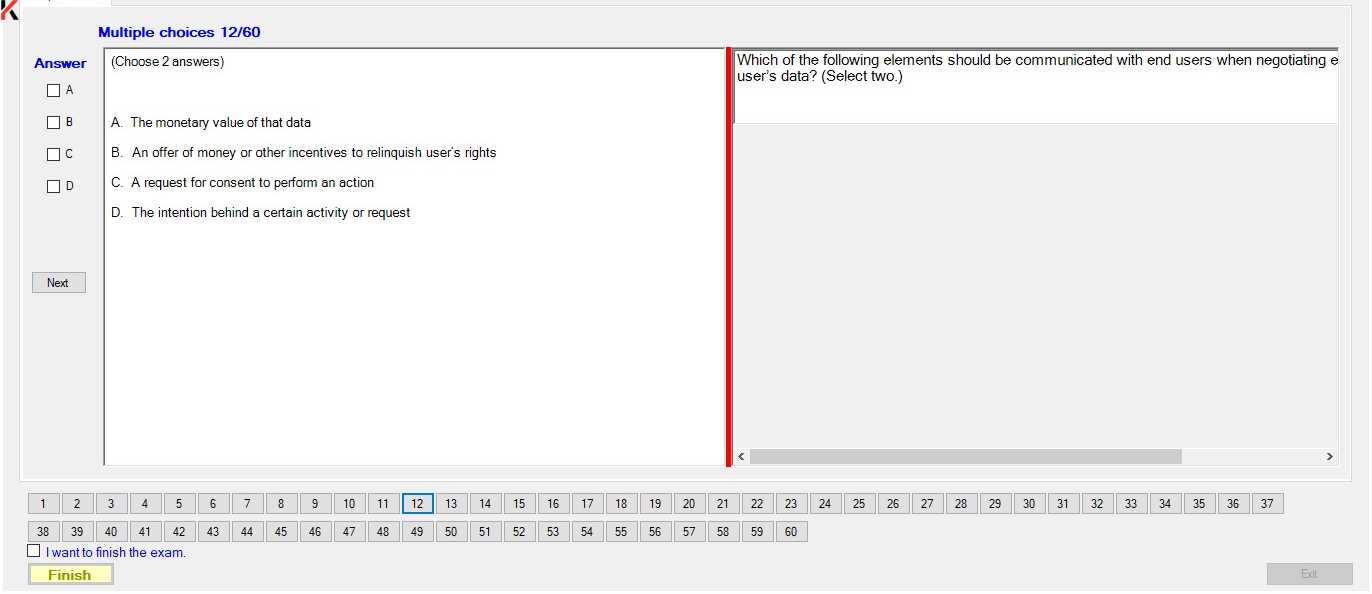 Multiple choices 12/60
Answer
A
B
C
D
Next
(Choose 2 answers)
A. The monetary value of that data
B. An offer of money or other incentives to relinquish user's rights
C. A request for consent to perform an action
D. The intention behind a certain activity or request
Which of the following elements should be communicated with end users when negotiating e
user's data? (Select two.)
1 2 3 4 5 6 7 8 9 10 11 12 13 14 15 16 17 18 19 20 21 22 23 24 25 26 27 28 29 30 31 32 33 34 35 36 37
38 39 40 41 42 43 44 45 46 47 48 49 50 51 52 53 54 55 56 57 58 59 60
I want to finish the exam.
Finish
Exit